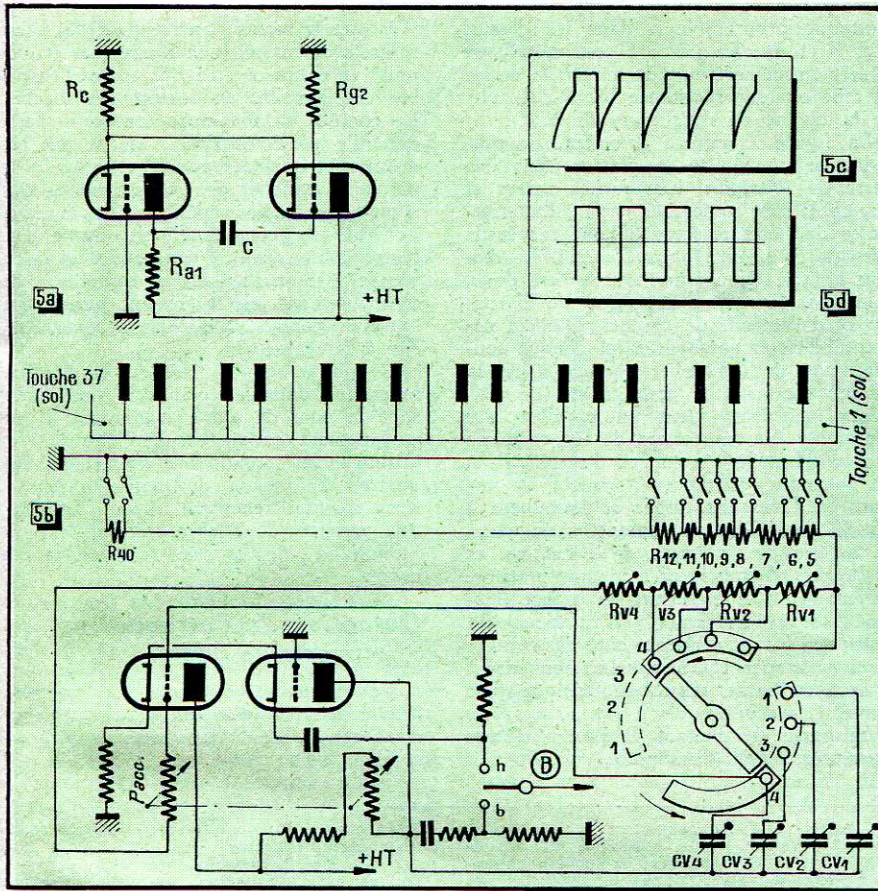 Rc
Rg2
Ra1
C
+HT
5a
5c
5d
Touche 37
(sol)
Touche 1 (sol)
5b
R40
R12, 11, 10, 9, 8, 7, 6, 5
Rv4
v3
Rv2
Rv1
4
3
2
1
1
2
3
4
Pacc.
h
B
b
+HT
CV4
CV3
CV2
CV1